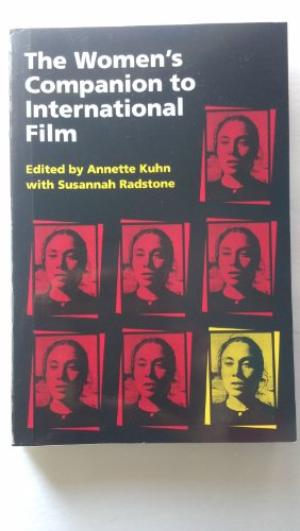 The Women's
Companion to
International
Film
Edited by Annette Kuhn
with Susannah Radstone